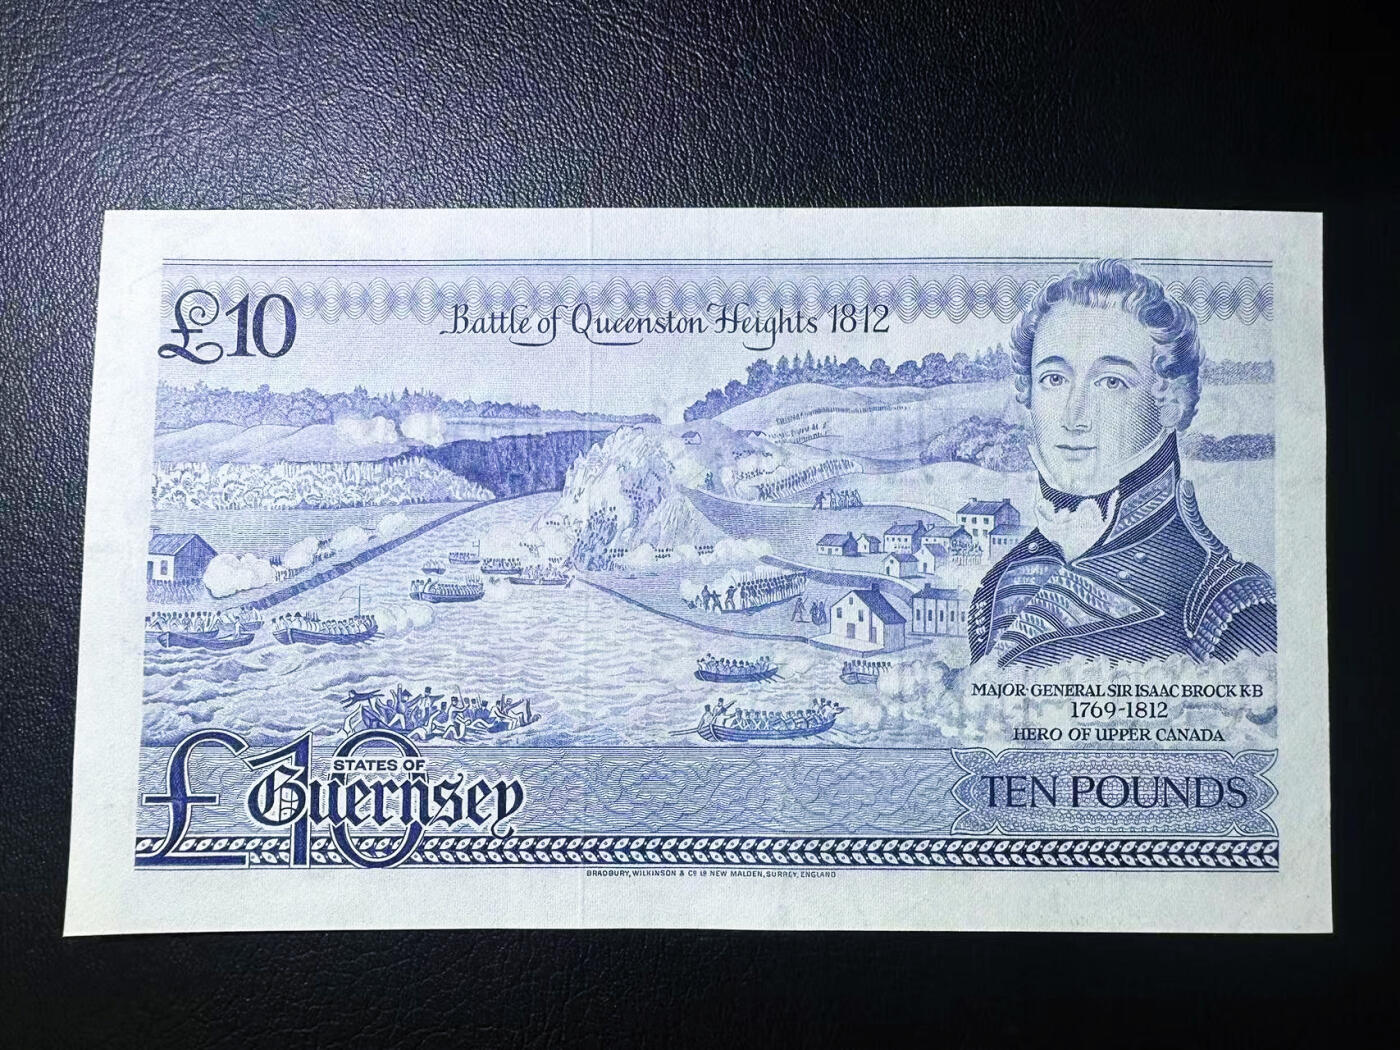 £10
Battle of Queenston Heights 1812
MAJOR-GENERAL SIR ISAAC BROCK K·B
1769-1812
HERO OF UPPER CANADA
£10
STATES OF
Guernsey
TEN POUNDS
BRADBURY, WILKINSON & Cº Lᴰ NEW MALDEN, SURREY, ENGLAND